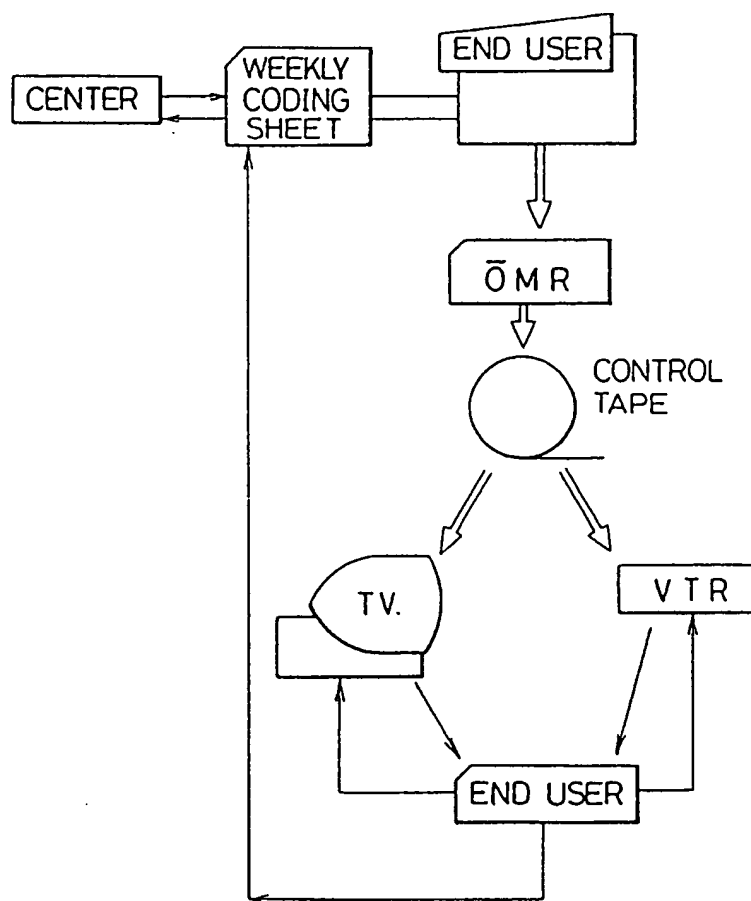 CENTER
WEEKLY
CODING
SHEET
END USER
ŌMR
CONTROL
TAPE
TV.
VTR
END USER